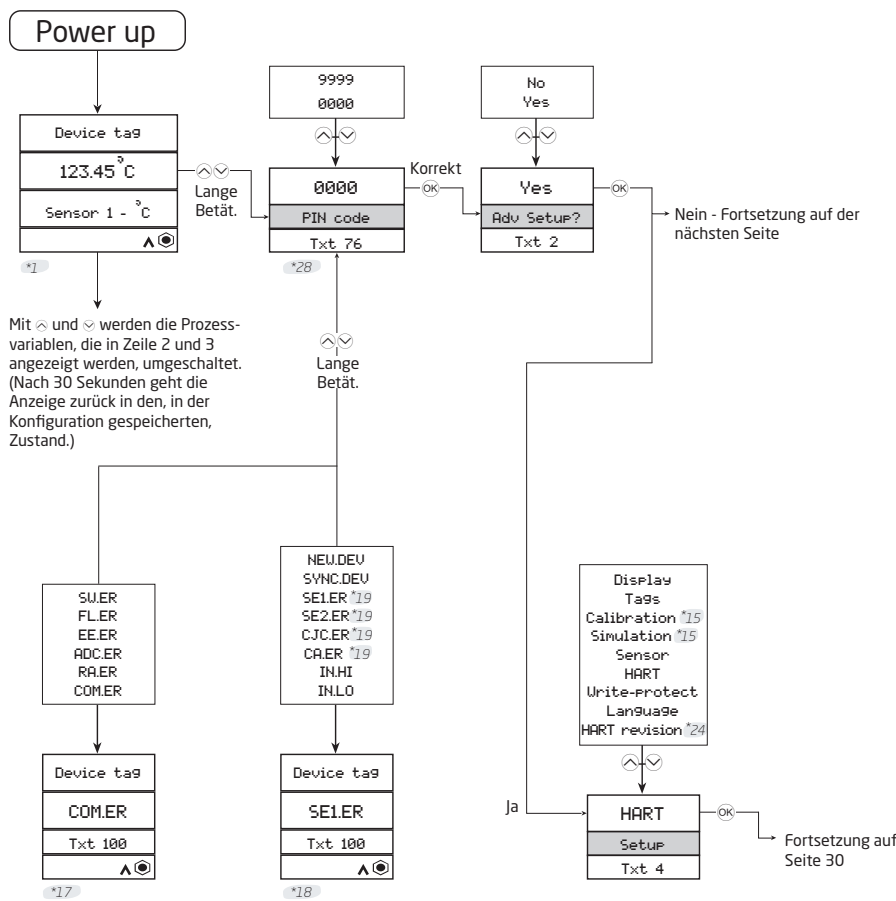 Power up
Device tag
123.45°C
Sensor 1 - °C
*1
Lange
Betät.
9999
0000
0000
PIN code
Txt 76
*28
Korrekt
OK
No
Yes
Yes
Adv Setup?
Txt 2
OK
Nein - Fortsetzung auf der
nächsten Seite
Mit und werden die Prozess-
variablen, die in Zeile 2 und 3
angezeigt werden, umgeschaltet.
(Nach 30 Sekunden geht die
Anzeige zurück in den, in der
Konfiguration gespeicherten,
Zustand.)
Lange
Betät.
SW.ER
FL.ER
EE.ER
ADC.ER
RA.ER
COM.ER
Device tag
COM.ER
Txt 100
*17
NEW.DEV
SYNC.DEV
SE1.ER *19
SE2.ER *19
CJC.ER *19
CA.ER *19
IN.HI
IN.LO
Device tag
SE1.ER
Txt 100
*18
Display
Tags
Calibration *15
Simulation *15
Sensor
HART
Write-protect
Language
HART revision *24
Ja
HART
Setup
Txt 4
OK
Fortsetzung auf
Seite 30